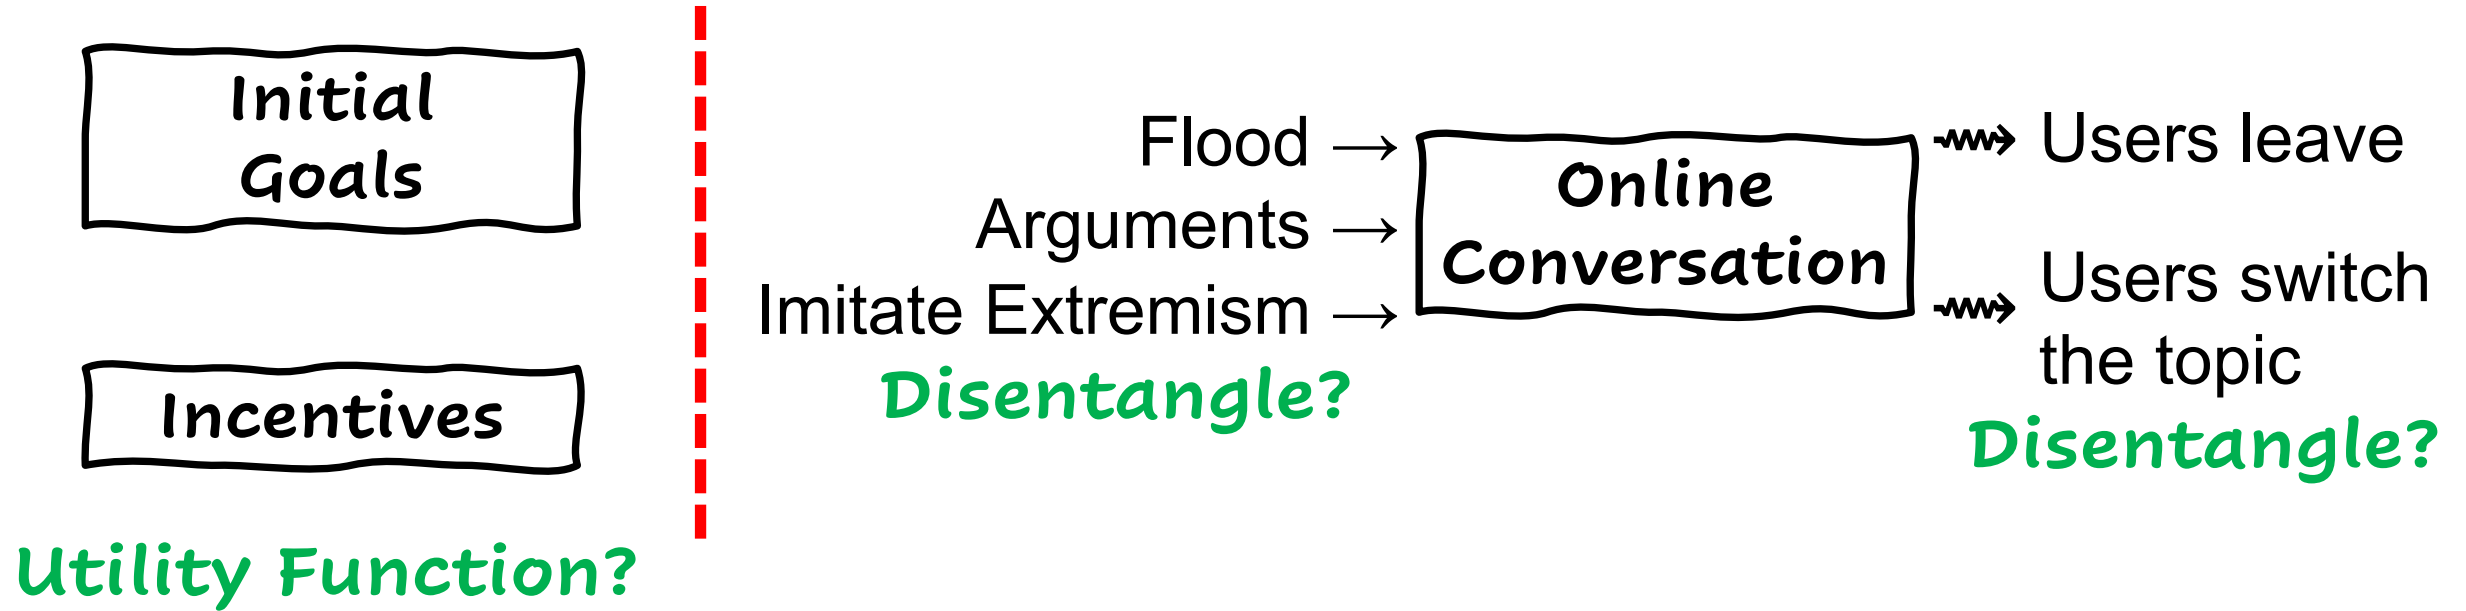 Initial
Goals
Incentives
Utility Function?
Flood →
Arguments →
Imitate Extremism →
Disentangle?
Online
Conversation
Users leave
Users switch
the topic
Disentangle?